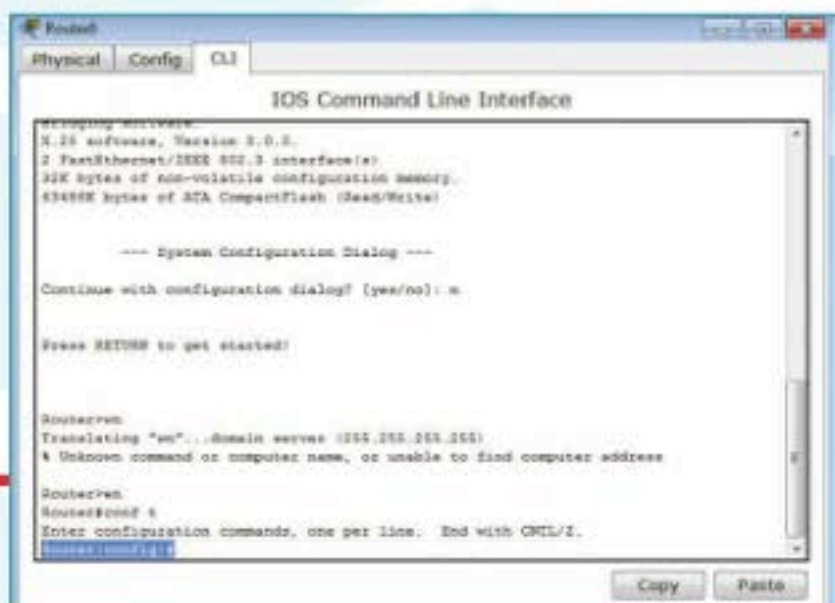 Router0
Physical Config CLI
IOS Command Line Interface
Bridging software.
X.25 software, Version 3.0.0.
2 FastEthernet/IEEE 802.3 interface(s)
32K bytes of non-volatile configuration memory.
63488K bytes of ATA CompactFlash (Read/Write)
--- System Configuration Dialog ---
Continue with configuration dialog? [yes/no]: n
Press RETURN to get started!
Router>wn
Translating "wn"...domain server (255.255.255.255)
% Unknown command or computer name, or unable to find computer address
Router>en
Router#conf t
Enter configuration commands, one per line. End with CNTL/Z.
Router(config)#
Copy Paste